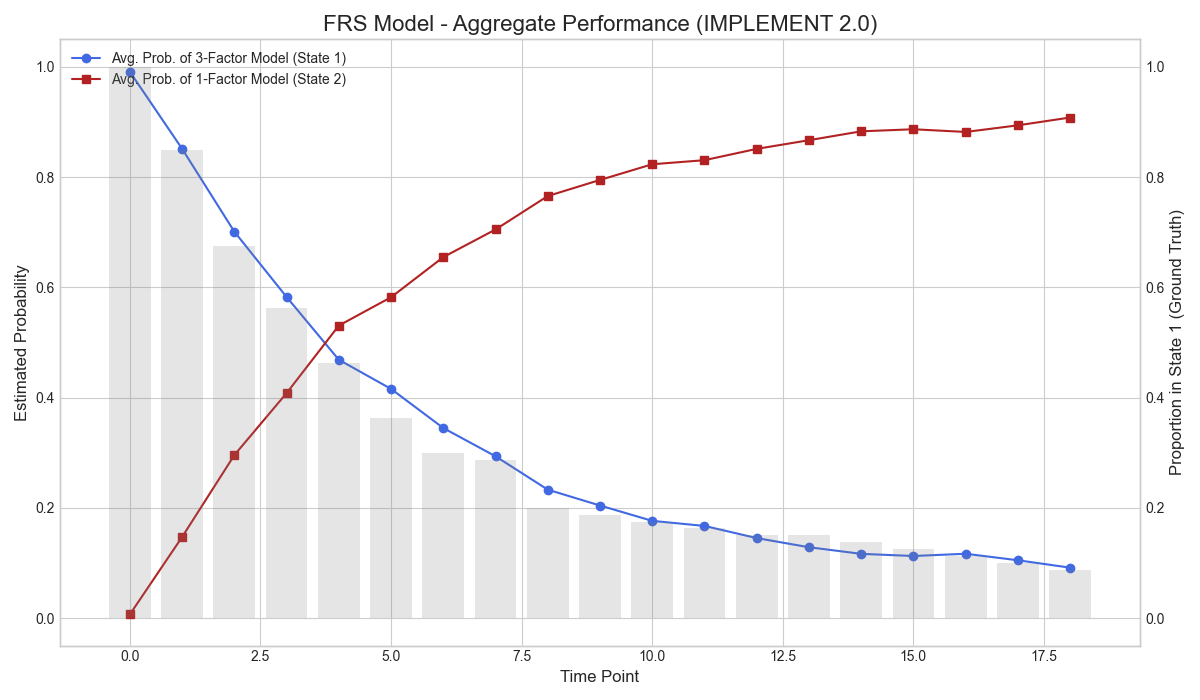 FRS Model - Aggregate Performance (IMPLEMENT 2.0)
Avg. Prob. of 3-Factor Model (State 1)
Avg. Prob. of 1-Factor Model (State 2)
Estimated Probability
1.0
0.8
0.6
0.4
0.2
0.0
1.0
0.8
0.6
0.4
0.2
0.0
Proportion in State 1 (Ground Truth)
0.0 2.5 5.0 7.5 10.0 12.5 15.0 17.5
Time Point